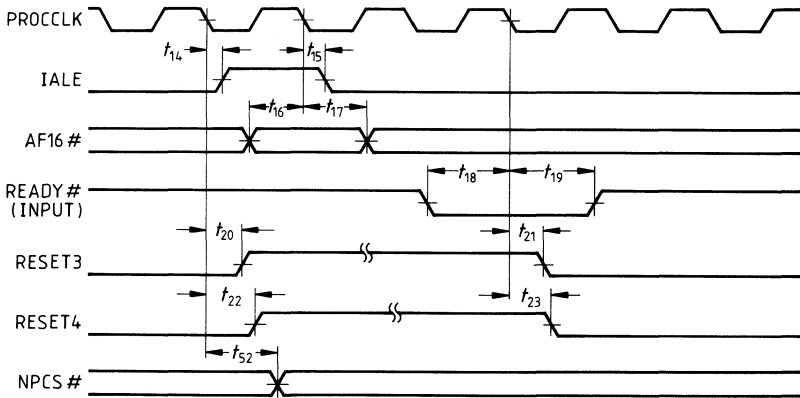 PROCCLK
t14
t15
IALE
t16
t17
AF16#
READY#
(INPUT)
t18
t19
t20
t21
RESET3
t22
t23
RESET4
t52
NPCS#